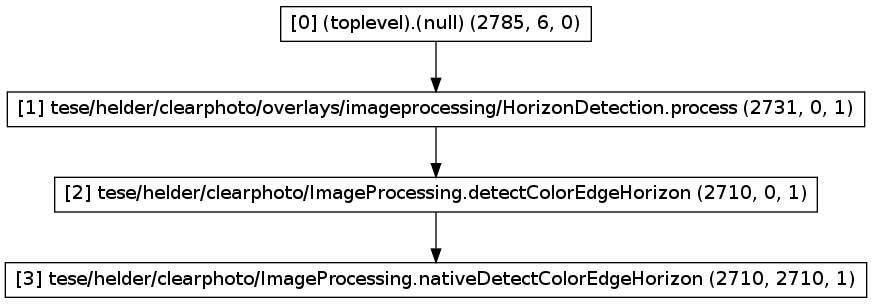 [0] (toplevel).(null) (2785, 6, 0)
[1] tese/helder/clearphoto/overlays/imageprocessing/HorizonDetection.process (2731, 0, 1)
[2] tese/helder/clearphoto/ImageProcessing.detectColorEdgeHorizon (2710, 0, 1)
[3] tese/helder/clearphoto/ImageProcessing.nativeDetectColorEdgeHorizon (2710, 2710, 1)